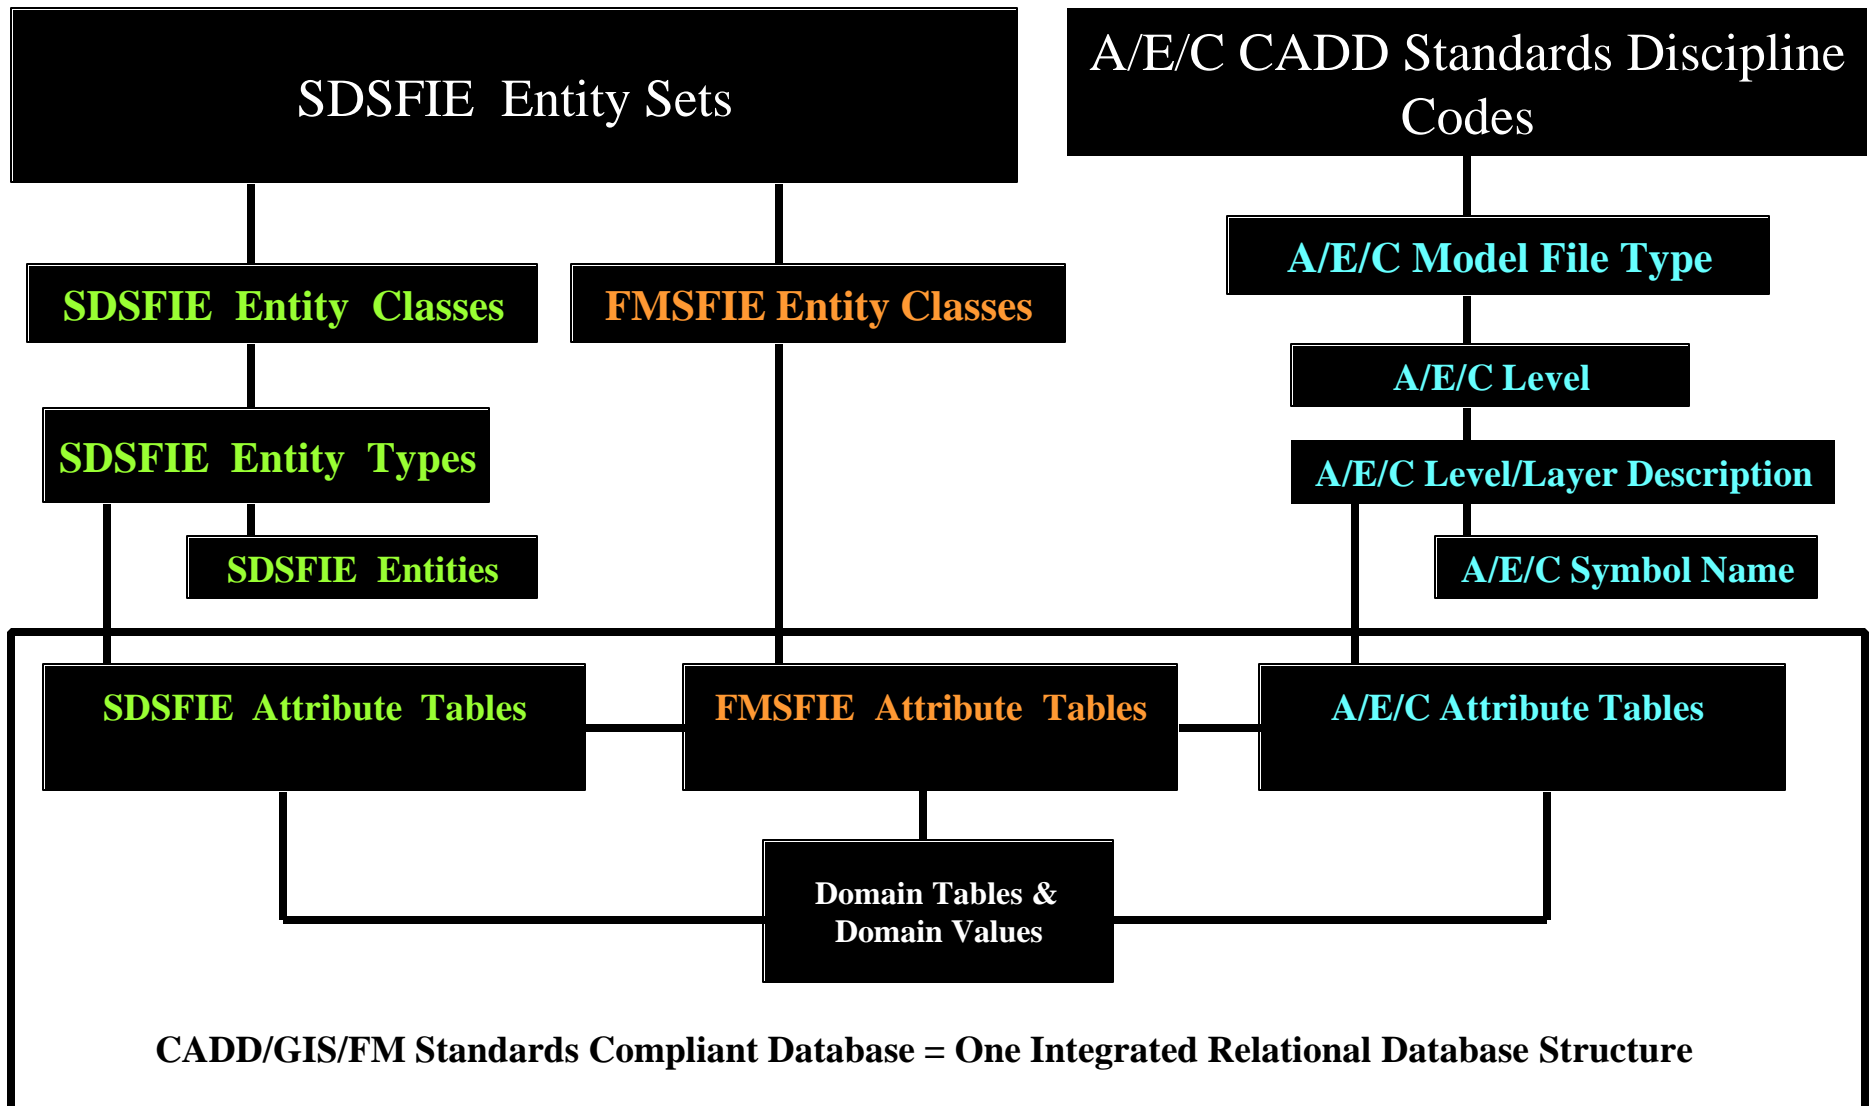 SDSFIE Entity Sets
A/E/C CADD Standards Discipline
Codes
A/E/C Model File Type
SDSFIE Entity Classes
FMSFIE Entity Classes
A/E/C Level
SDSFIE Entity Types
A/E/C Level/Layer Description
SDSFIE Entities
A/E/C Symbol Name
SDSFIE Attribute Tables
FMSFIE Attribute Tables
A/E/C Attribute Tables
Domain Tables &
Domain Values
CADD/GIS/FM Standards Compliant Database = One Integrated Relational Database Structure